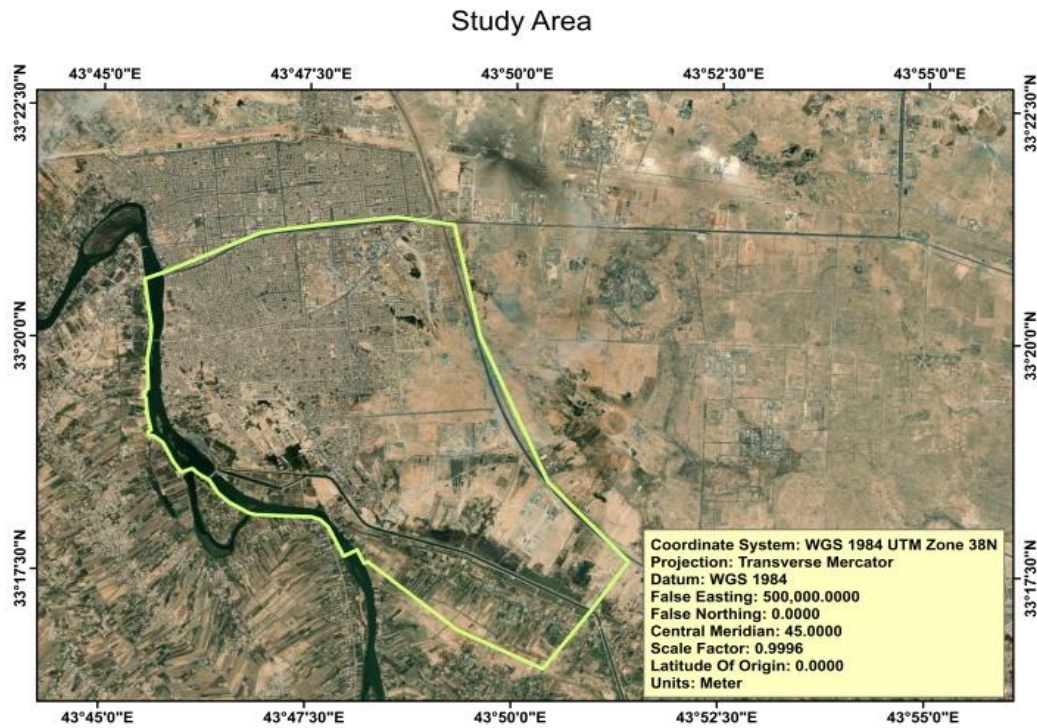 Study Area
43°45'0"E 43°47'30"E 43°50'0"E 43°52'30"E 43°55'0"E
33°22'30"N 33°22'30"N
33°20'0"N 33°20'0"N
33°17'30"N 33°17'30"N
Coordinate System: WGS 1984 UTM Zone 38N
Projection: Transverse Mercator
Datum: WGS 1984
False Easting: 500,000.0000
False Northing: 0.0000
Central Meridian: 45.0000
Scale Factor: 0.9996
Latitude Of Origin: 0.0000
Units: Meter
43°45'0"E 43°47'30"E 43°50'0"E 43°52'30"E 43°55'0"E